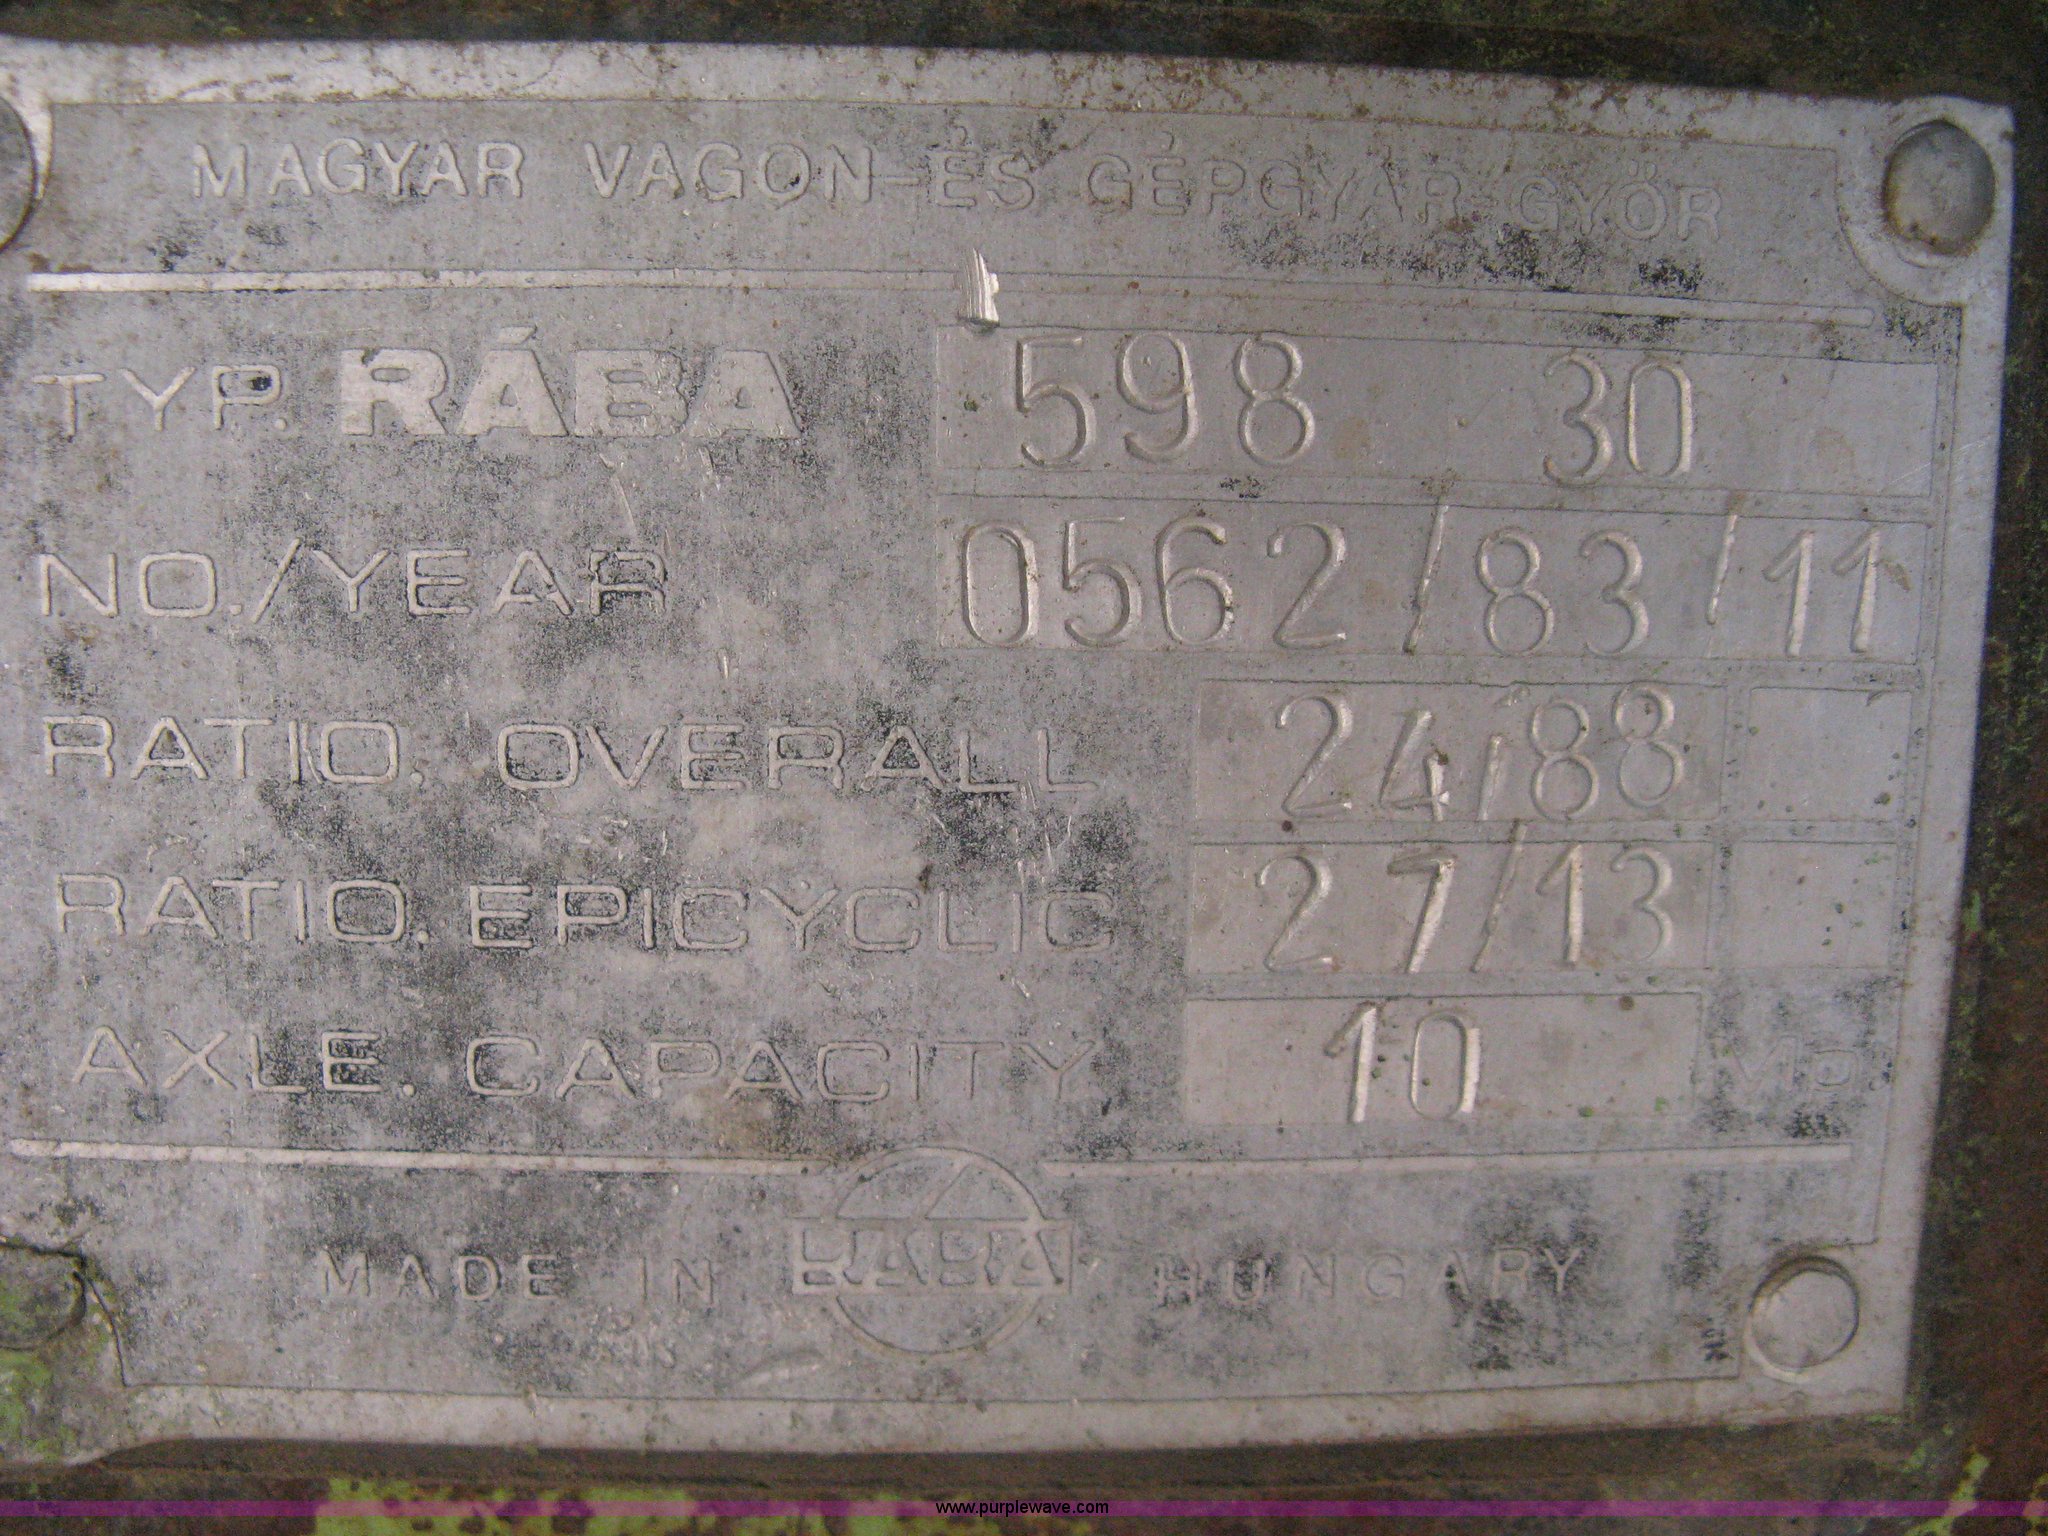 MAGYAR VAGON-ÉS GÉPGYÁR-GYŐR
TYP. RÁBA 598 30
NO./YEAR 0562/83/11
RATIO. OVERALL 24/88
RATIO. EPICYCLIC 27/13
AXLE. CAPACITY 10 Mp
MADE IN RÁBA HUNGARY
www.purplewave.com